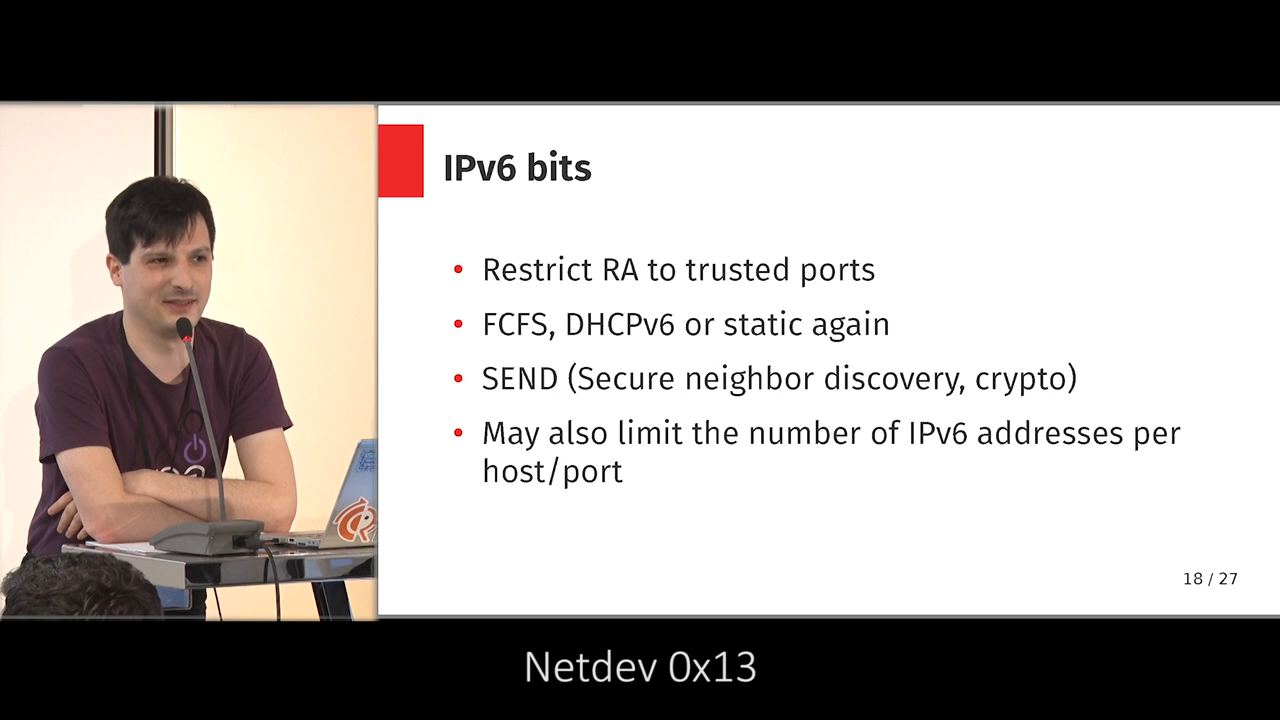 IPv6 bits
• Restrict RA to trusted ports
• FCFS, DHCPv6 or static again
• SEND (Secure neighbor discovery, crypto)
• May also limit the number of IPv6 addresses per
host/port
18 / 27
Netdev 0x13